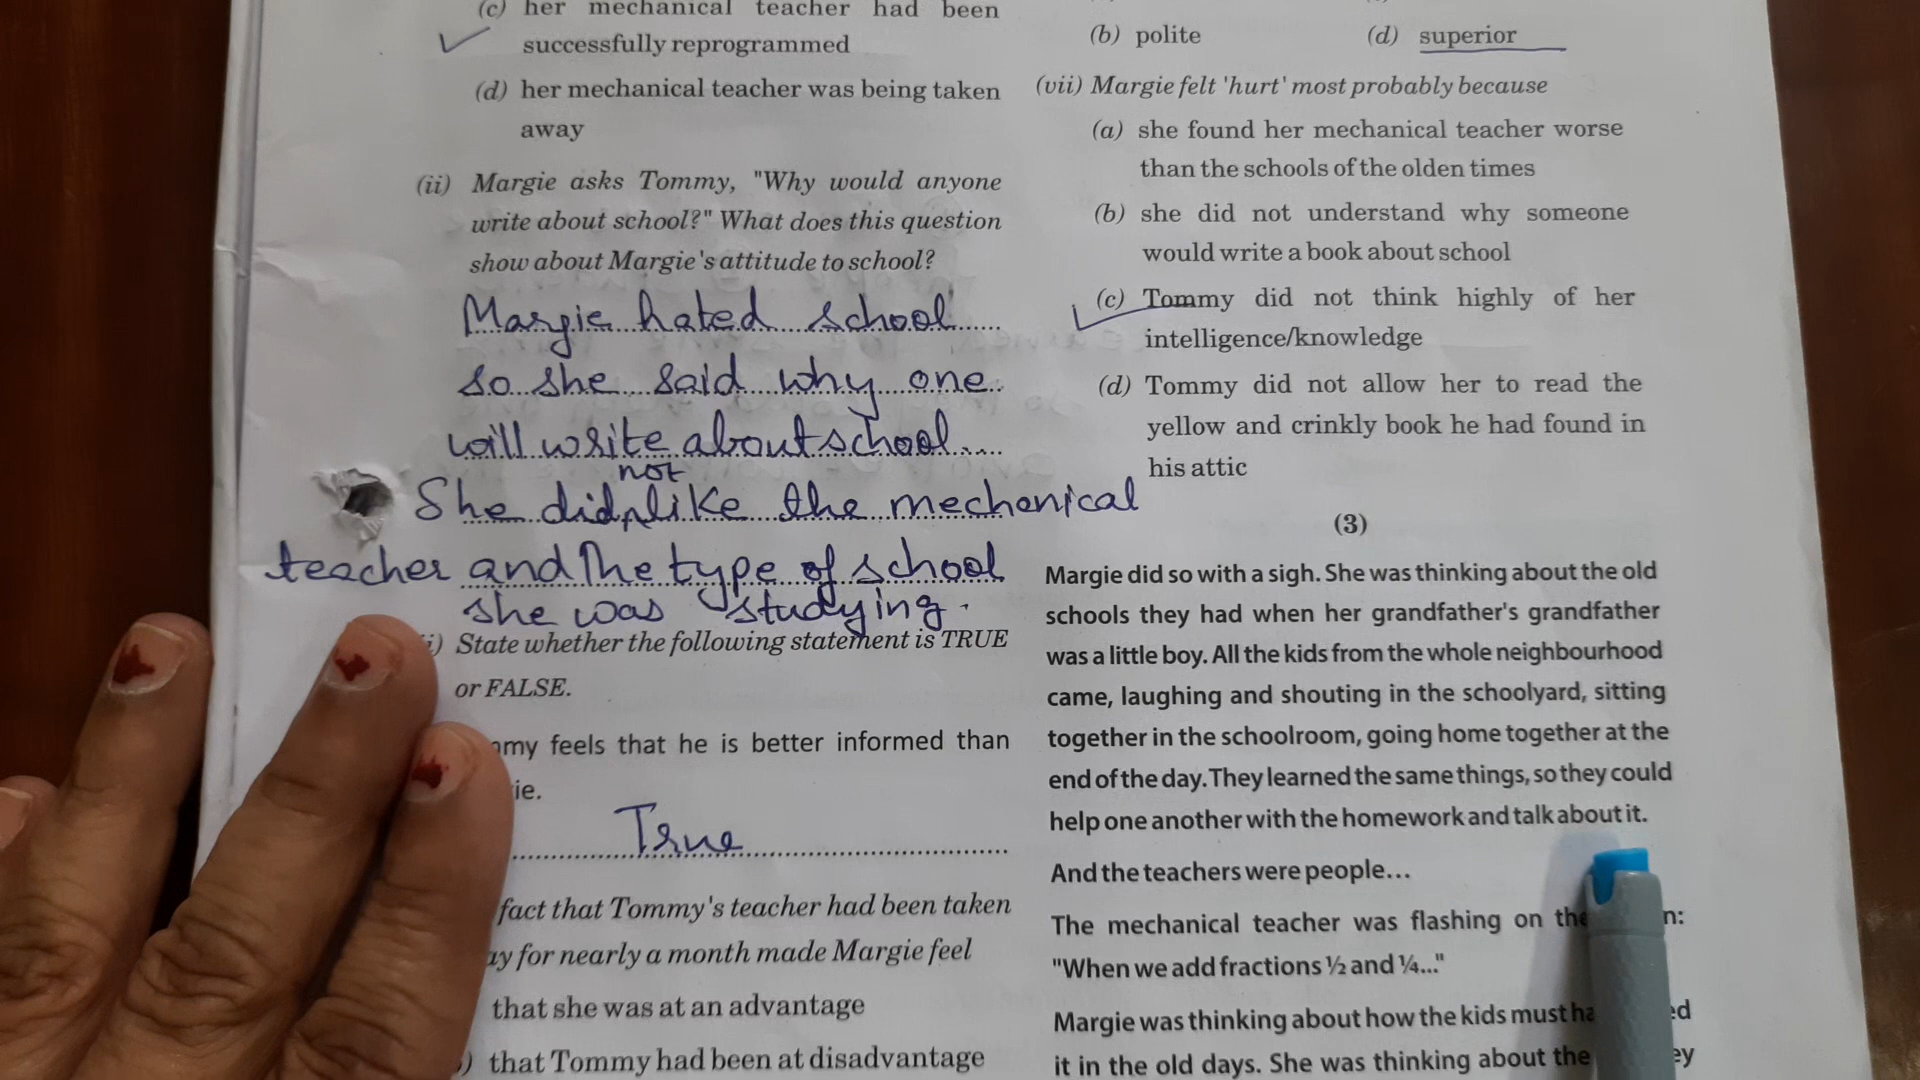 (c) her mechanical teacher had been
successfully reprogrammed
(d) her mechanical teacher was being taken
away
(ii) Margie asks Tommy, "Why would anyone
write about school?" What does this question
show about Margie's attitude to school?
Margie hated school
so she said why one
will write about school
not
She did like the mechenical
teacher and the type of school
she was studying.
i) State whether the following statement is TRUE
or FALSE.
my feels that he is better informed than
ie.
True
fact that Tommy's teacher had been taken
ay for nearly a month made Margie feel
that she was at an advantage
) that Tommy had been at disadvantage
(b) polite
(d) superior
(vii) Margie felt 'hurt' most probably because
(a) she found her mechanical teacher worse
than the schools of the olden times
(b) she did not understand why someone
would write a book about school
(c) Tommy did not think highly of her
intelligence/knowledge
(d) Tommy did not allow her to read the
yellow and crinkly book he had found in
his attic
(3)
Margie did so with a sigh. She was thinking about the old
schools they had when her grandfather's grandfather
was a little boy. All the kids from the whole neighbourhood
came, laughing and shouting in the schoolyard, sitting
together in the schoolroom, going home together at the
end of the day. They learned the same things, so they could
help one another with the homework and talk about it.
And the teachers were people...
The mechanical teacher was flashing on the n:
"When we add fractions ½ and ¼..."
Margie was thinking about how the kids must ha ed
it in the old days. She was thinking about the ey